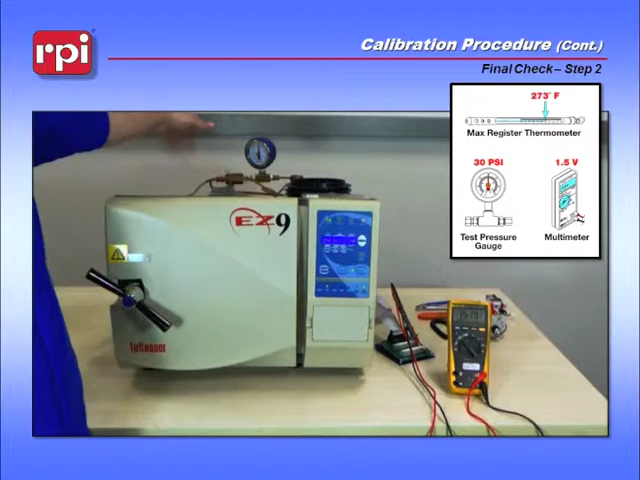 rpi
Calibration Procedure (Cont.)
Final Check – Step 2
273° F
Max Register Thermometer
30 PSI
1.5 V
Test Pressure
Gauge
Multimeter
EZ9
tuttnauer